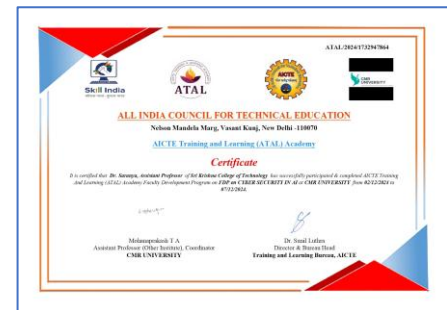 ATAL/2024/1732947864
Skill India
ATAL
AICTE
CMR
UNIVERSITY
ALL INDIA COUNCIL FOR TECHNICAL EDUCATION
Nelson Mandela Marg, Vasant Kunj, New Delhi -110070
AICTE Training and Learning (ATAL) Academy
Certificate
It is certified that Dr. Saranya, Assistant Professor of Sri Krishna College of Technology has successfully participated & completed AICTE Training
And Learning (ATAL) Academy Faculty Development Program on FDP on CYBER SECURITY IN AI at CMR UNIVERSITY from 02/12/2024 to
07/12/2024.
Mohanaprakash T A
Assistant Professor (Other Institute), Coordinator
CMR UNIVERSITY
Dr. Sunil Luthra
Director & Bureau Head
Training and Learning Bureau, AICTE